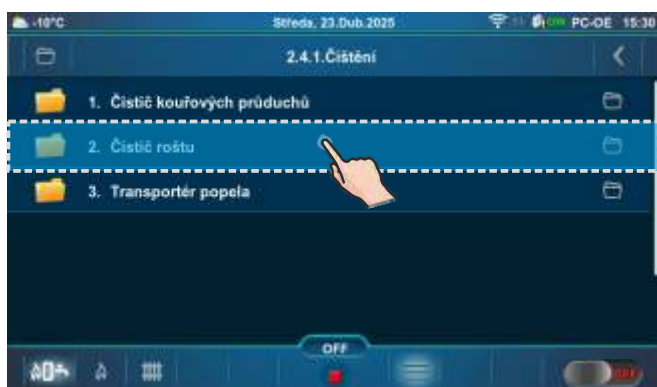 -10°C Středa, 23.Dub.2025 PC-OE 15:30
2.4.1.Čištění
1. Čistič kouřových průduchů
2. Čistič roštu
3. Transportér popela
OFF
OFF